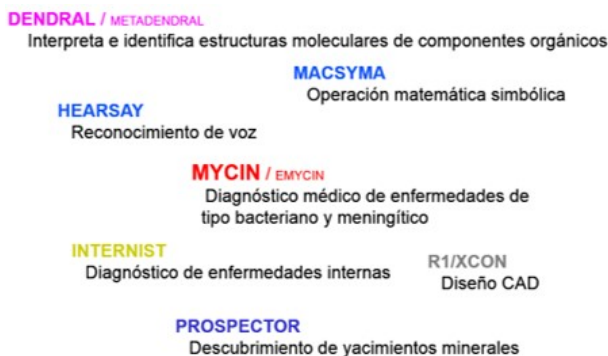 DENDRAL / METADENDRAL
Interpreta e identifica estructuras moleculares de componentes orgánicos
MACSYMA
Operación matemática simbólica
HEARSAY
Reconocimiento de voz
MYCIN / EMYCIN
Diagnóstico médico de enfermedades de
tipo bacteriano y meningítico
INTERNIST
Diagnóstico de enfermedades internas
R1/XCON
Diseño CAD
PROSPECTOR
Descubrimiento de yacimientos minerales